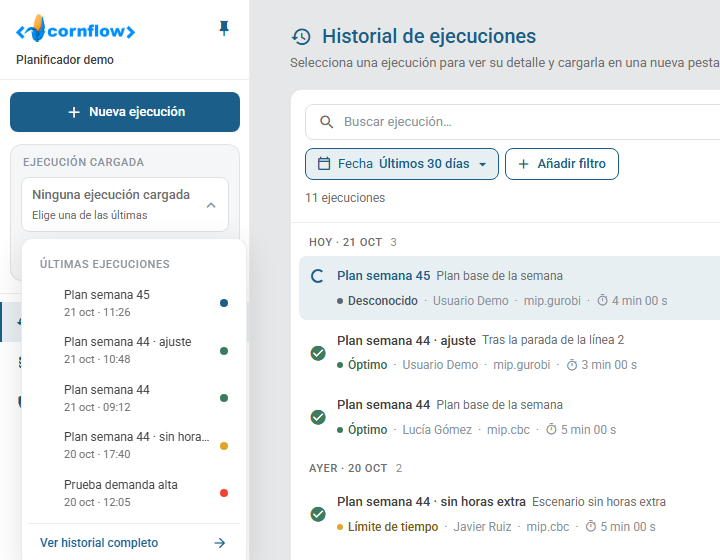 cornflow
Planificador demo
Nueva ejecución
EJECUCIÓN CARGADA
Ninguna ejecución cargada
Elige una de las últimas
ÚLTIMAS EJECUCIONES
Plan semana 45
21 oct · 11:26
Plan semana 44 · ajuste
21 oct · 10:48
Plan semana 44
21 oct · 09:12
Plan semana 44 · sin hora...
20 oct · 17:40
Prueba demanda alta
20 oct · 12:05
Ver historial completo
Historial de ejecuciones
Selecciona una ejecución para ver su detalle y cargarla en una nueva pesta
Buscar ejecución...
Fecha Últimos 30 días
Añadir filtro
11 ejecuciones
HOY · 21 OCT 3
Plan semana 45 Plan base de la semana
Desconocido · Usuario Demo · mip.gurobi · 4 min 00 s
Plan semana 44 · ajuste Tras la parada de la línea 2
Óptimo · Usuario Demo · mip.gurobi · 3 min 00 s
Plan semana 44 Plan base de la semana
Óptimo · Lucía Gómez · mip.cbc · 5 min 00 s
AYER · 20 OCT 2
Plan semana 44 · sin horas extra Escenario sin horas extra
Límite de tiempo · Javier Ruiz · mip.cbc · 5 min 00 s